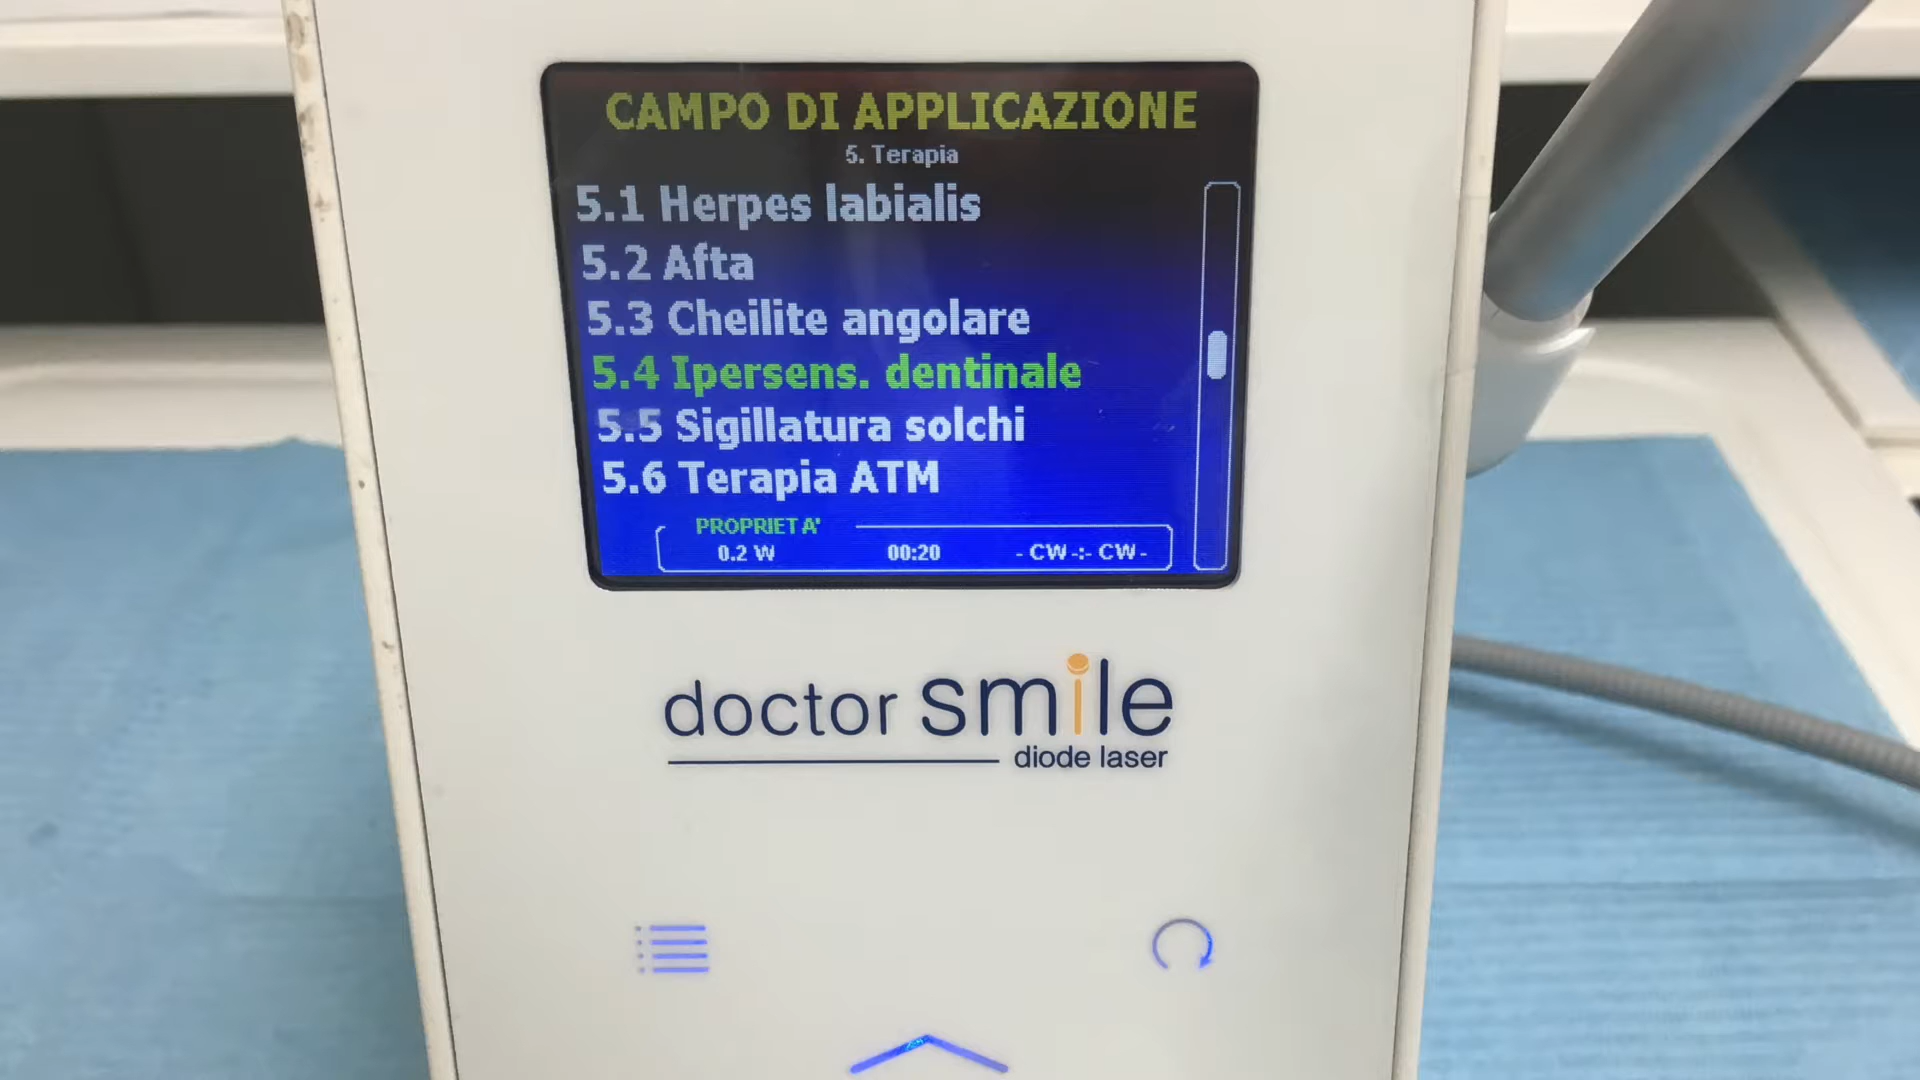 CAMPO DI APPLICAZIONE
5. Terapia
5.1 Herpes labialis
5.2 Afta
5.3 Cheilite angolare
5.4 Ipersens. dentinale
5.5 Sigillatura solchi
5.6 Terapia ATM
PROPRIETA'
0.2 W 00:20 - CW -:- CW -
doctor smile
diode laser